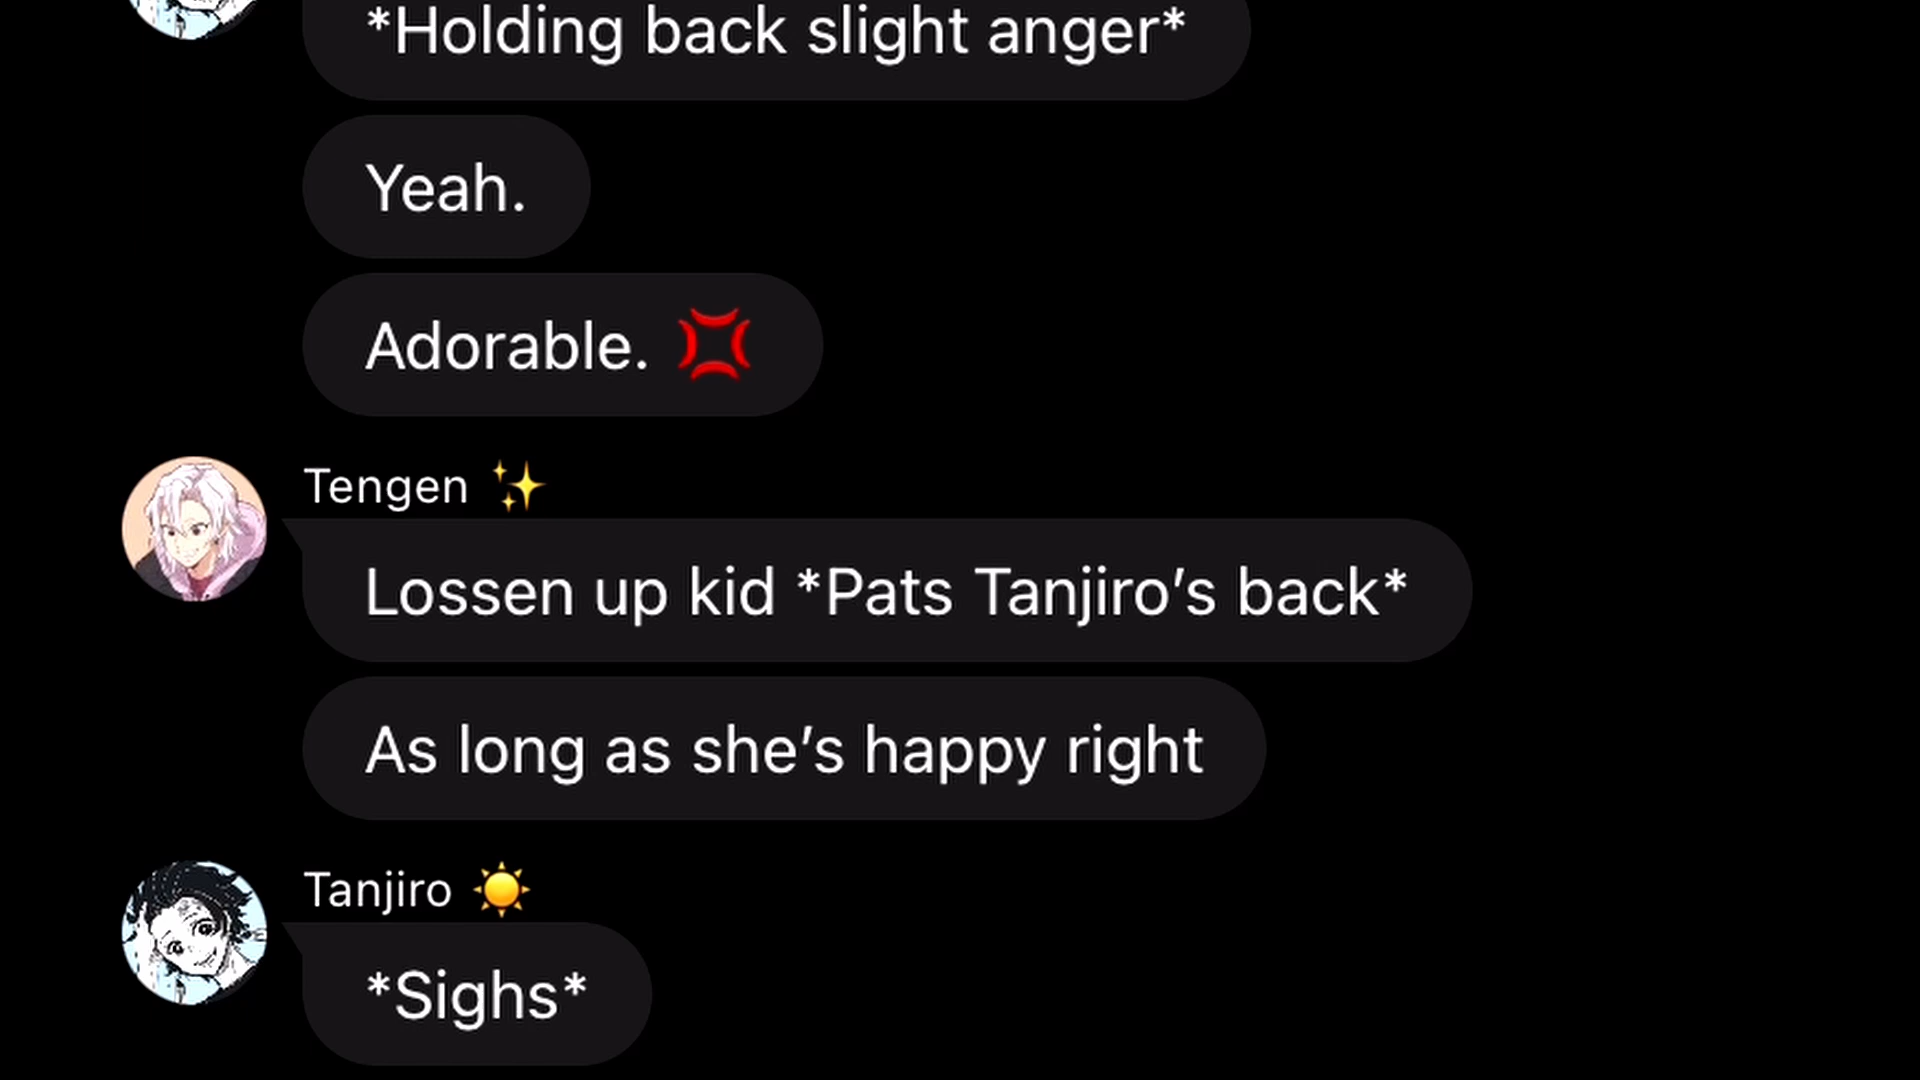 *Holding back slight anger*
Yeah.
Adorable. 💢
Tengen ✨
Lossen up kid *Pats Tanjiro’s back*
As long as she’s happy right
Tanjiro ☀️
*Sighs*